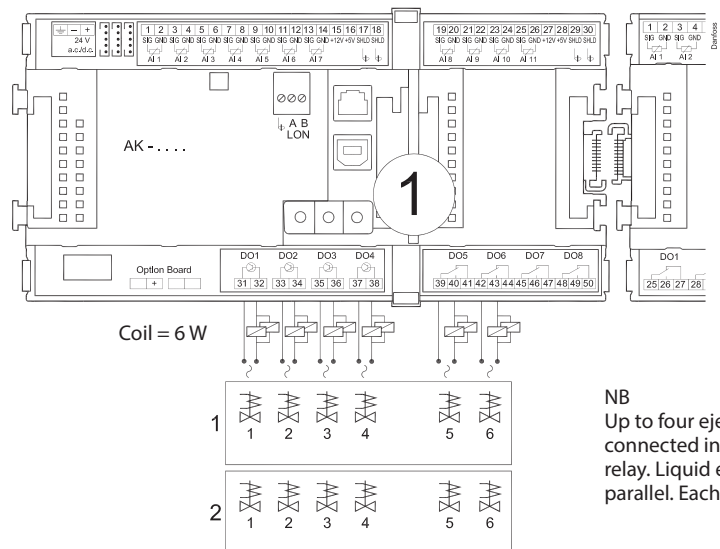 ⏚ – +
24 V
a.c./d.c.
1 2 3 4 5 6 7 8 9 10 11 12 13 14 15 16 17 18
SIG GND SIG GND SIG GND SIG GND SIG GND SIG GND SIG GND +12V +5V SHLD SHLD
AI 1 AI 2 AI 3 AI 4 AI 5 AI 6 AI 7
19 20 21 22 23 24 25 26 27 28 29 30
SIG GND SIG GND SIG GND SIG GND +12V +5V SHLD SHLD
AI 8 AI 9 AI 10 AI 11
1 2 3 4
SIG GND SIG GND
AI 1 AI 2
Danfoss
A B
LON
AK - . . . .
1
Option Board
+
DO1 DO2 DO3 DO4
31 32 33 34 35 36 37 38
DO5 DO6 DO7 DO8
39 40 41 42 43 44 45 46 47 48 49 50
DO1
25 26 27 28
Coil = 6 W
1
1 2 3 4 5 6
2
1 2 3 4 5 6
NB
Up to four eje
connected in
relay. Liquid e
parallel. Each